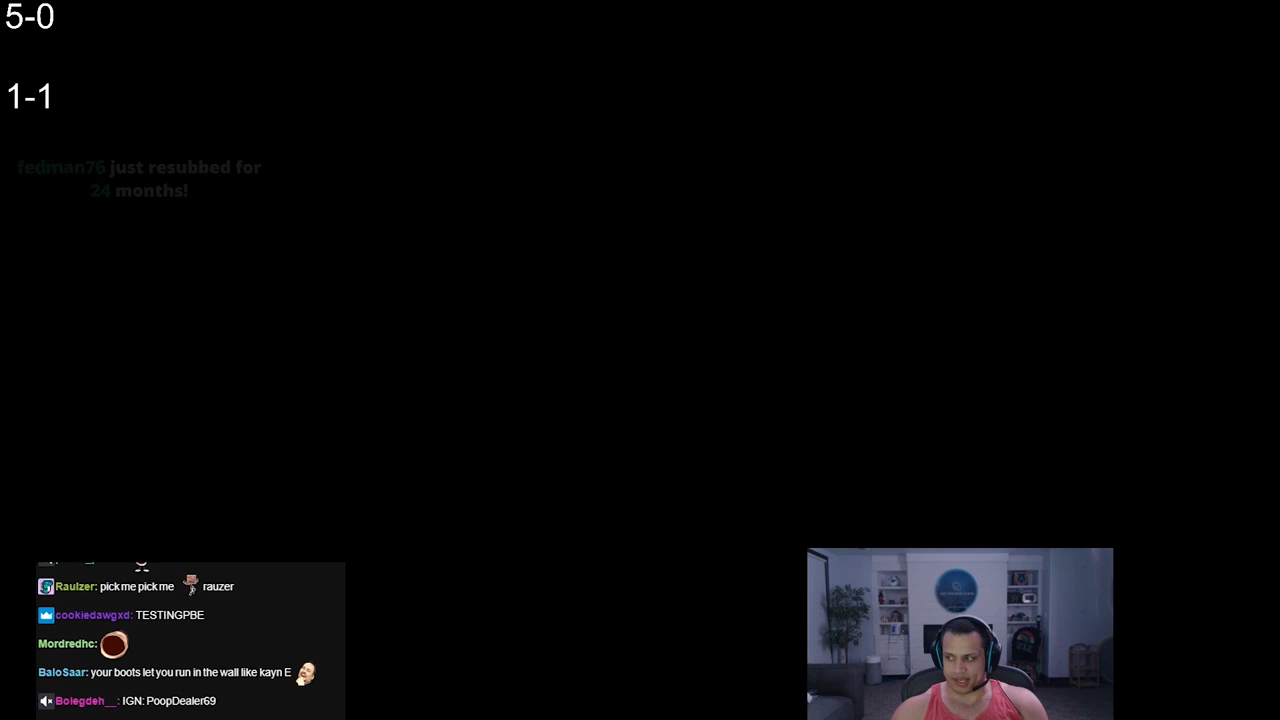 5-0
1-1
fedman76 just resubbed for
24 months!
Raulzer: pick me pick me rauzer
cookiedawgxd: TESTINGPBE
Mordredhc:
BaloSaar: your boots let you run in the wall like kayn E
Bolegdeh__: IGN: PoopDealer69